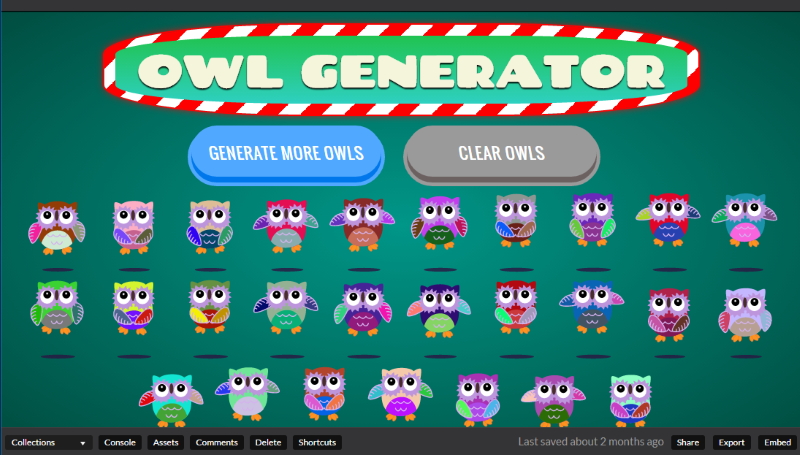 OWL GENERATOR
GENERATE MORE OWLS
CLEAR OWLS
Collections
Console
Assets
Comments
Delete
Shortcuts
Last saved about 2 months ago
Share
Export
Embed